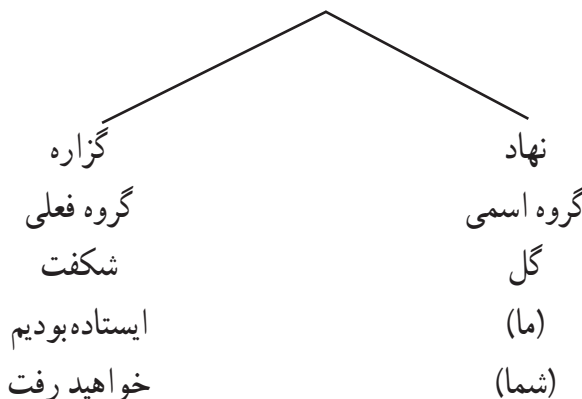 نهاد گزاره
گروه اسمی گروه فعلی
گل شکفت
(ما) ایستاده‌بودیم
(شما) خواهید رفت